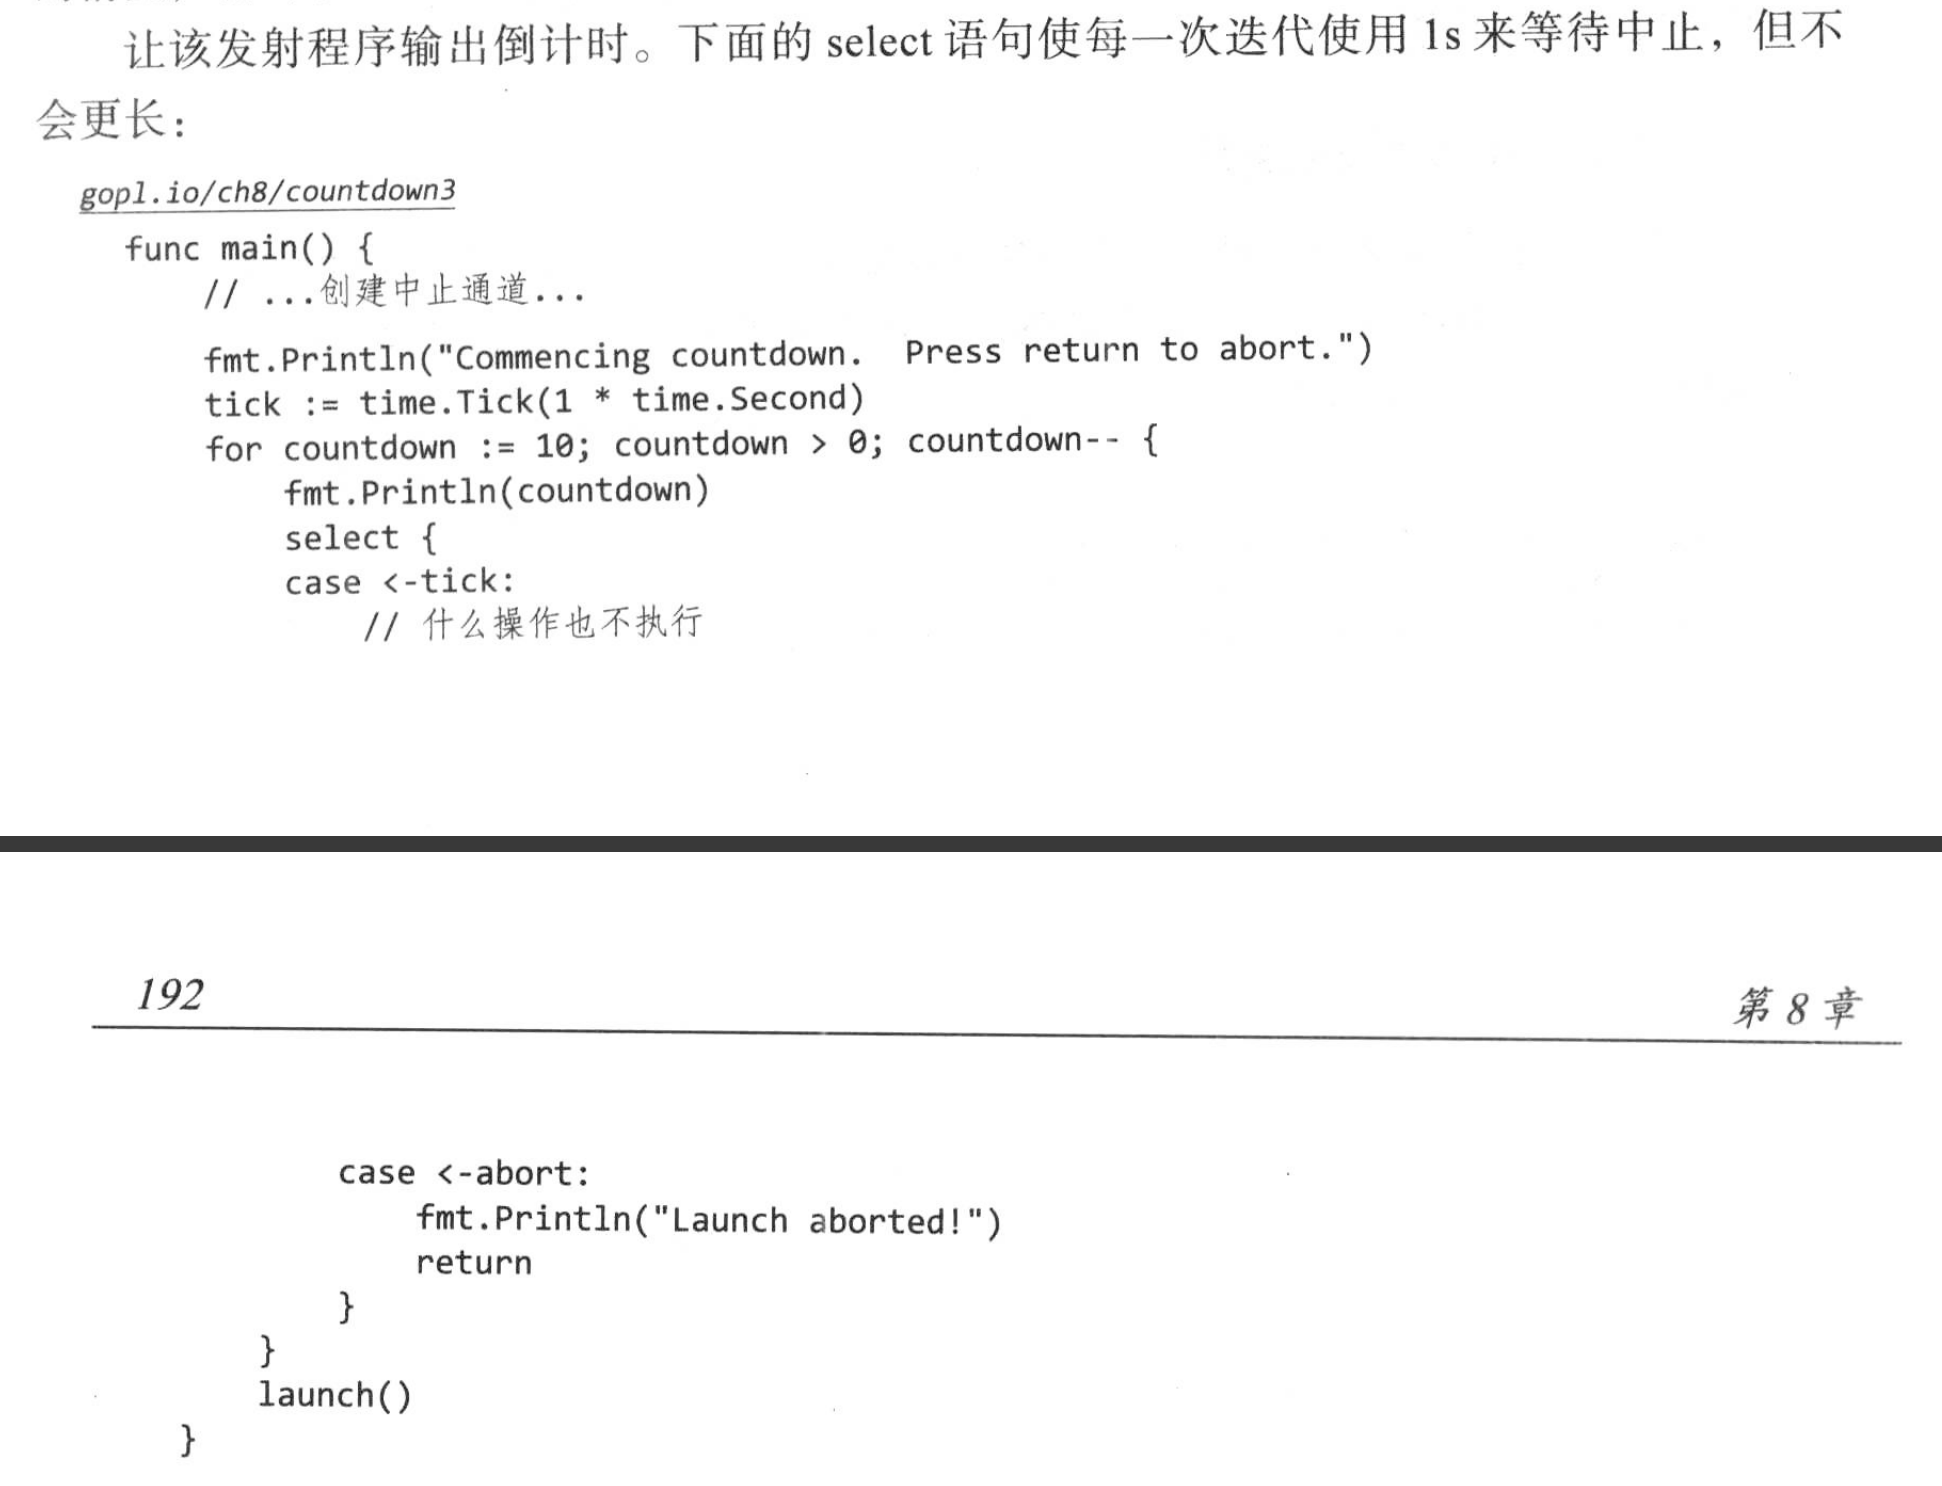 让该发射程序输出倒计时。下面的 select 语句使每一次迭代使用 1s 来等待中止，但不
会更长：
gopl.io/ch8/countdown3
func main() {
    // ...创建中止通道...
    fmt.Println("Commencing countdown.  Press return to abort.")
    tick := time.Tick(1 * time.Second)
    for countdown := 10; countdown > 0; countdown-- {
        fmt.Println(countdown)
        select {
        case <-tick:
            // 什么操作也不执行
192 第 8 章
        case <-abort:
            fmt.Println("Launch aborted!")
            return
        }
    }
    launch()
}